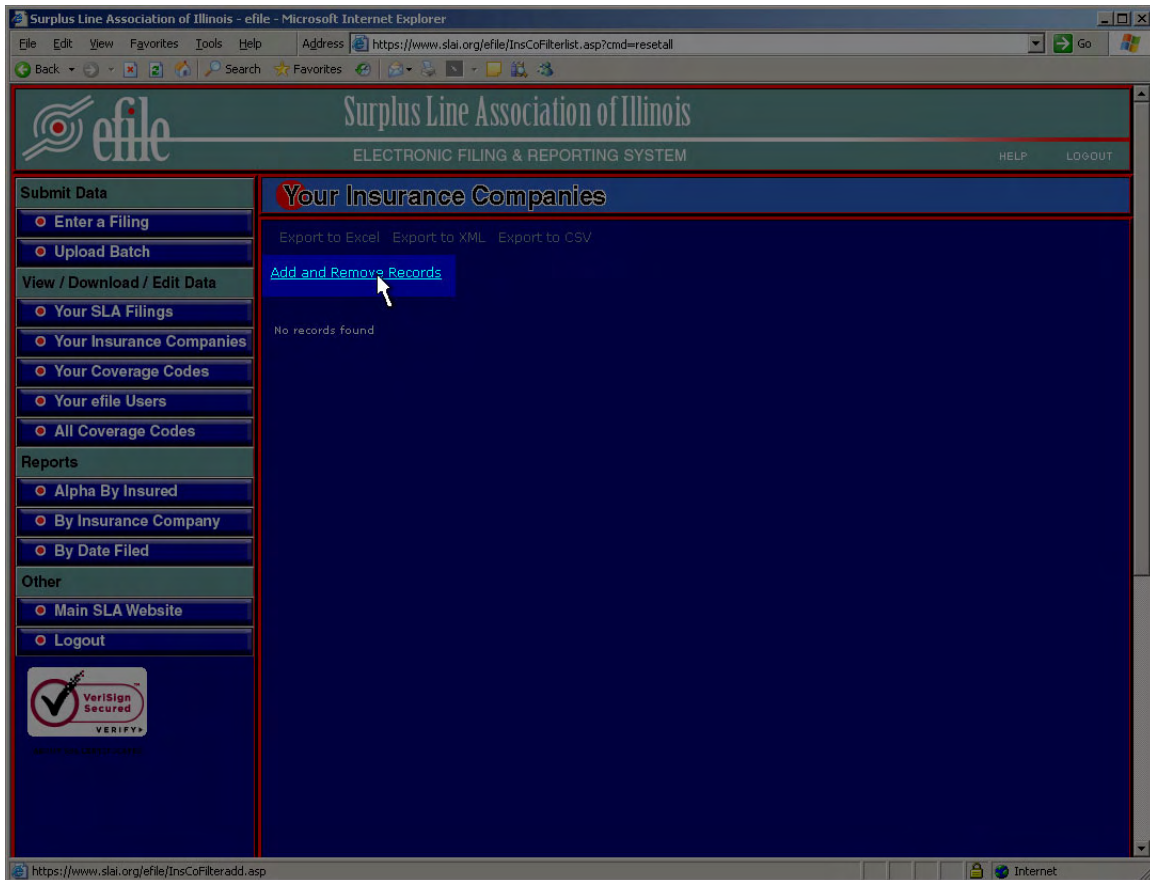 Surplus Line Association of Illinois - efile - Microsoft Internet Explorer
File Edit View Favorites Tools Help Address https://www.slai.org/efile/InsCoFilterlist.asp?cmd=resetall Go
Back Search Favorites
efile
Surplus Line Association of Illinois
ELECTRONIC FILING & REPORTING SYSTEM
HELP LOGOUT
Submit Data
Enter a Filing
Upload Batch
View / Download / Edit Data
Your SLA Filings
Your Insurance Companies
Your Coverage Codes
Your efile Users
All Coverage Codes
Reports
Alpha By Insured
By Insurance Company
By Date Filed
Other
Main SLA Website
Logout
VeriSign
Secured
VERIFY
Your Insurance Companies
Export to Excel Export to XML Export to CSV
Add and Remove Records
No records found
https://www.slai.org/efile/InsCoFilteradd.asp Internet